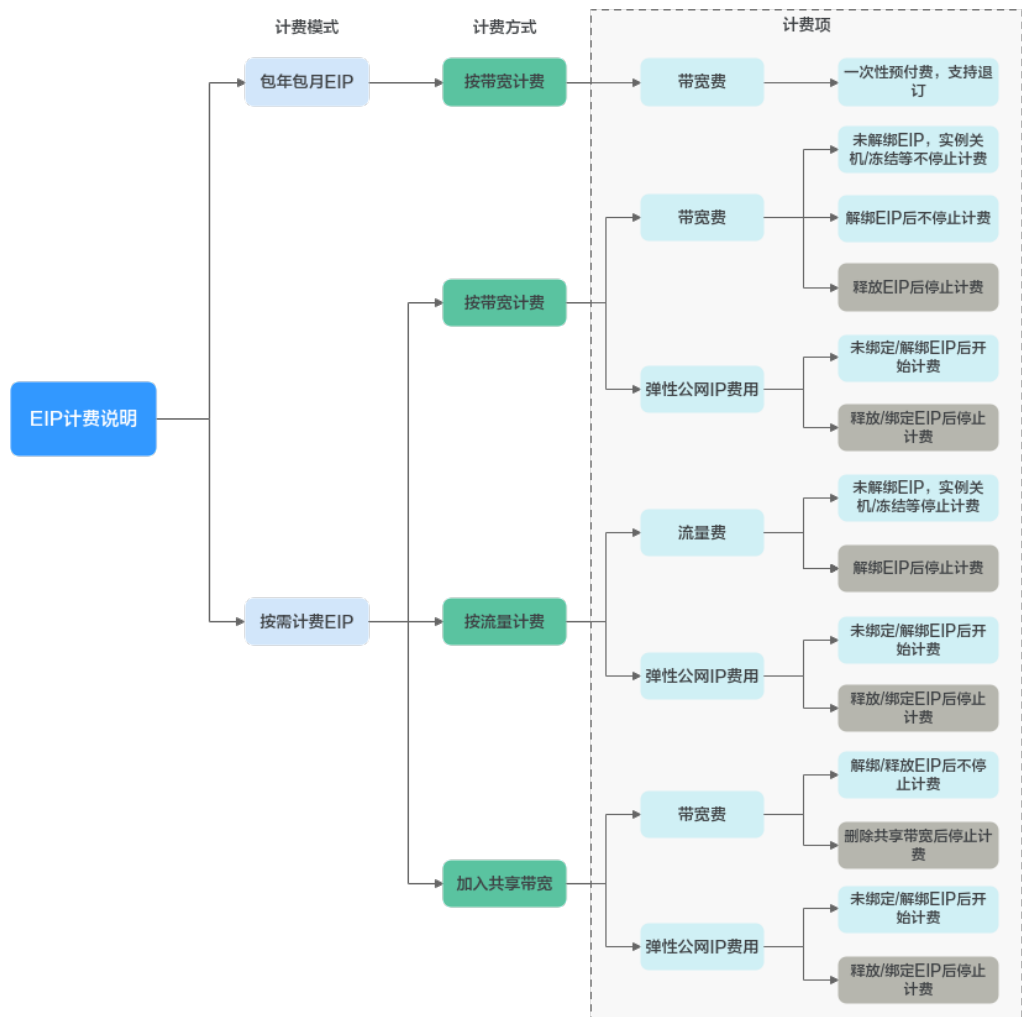 计费模式
计费方式
计费项
EIP计费说明
包年包月EIP
按带宽计费
带宽费
一次性预付费，支持退
订
按需计费EIP
按带宽计费
带宽费
未解绑EIP，实例关
机/冻结等不停止计费
解绑EIP后不停止计费
释放EIP后停止计费
弹性公网IP费用
未绑定/解绑EIP后开
始计费
释放/绑定EIP后停止
计费
按流量计费
流量费
未解绑EIP，实例关
机/冻结等停止计费
解绑EIP后停止计费
弹性公网IP费用
未绑定/解绑EIP后开
始计费
释放/绑定EIP后停止
计费
加入共享带宽
带宽费
解绑/释放EIP后不停
止计费
删除共享带宽后停止计
费
弹性公网IP费用
未绑定/解绑EIP后开
始计费
释放/绑定EIP后停止
计费